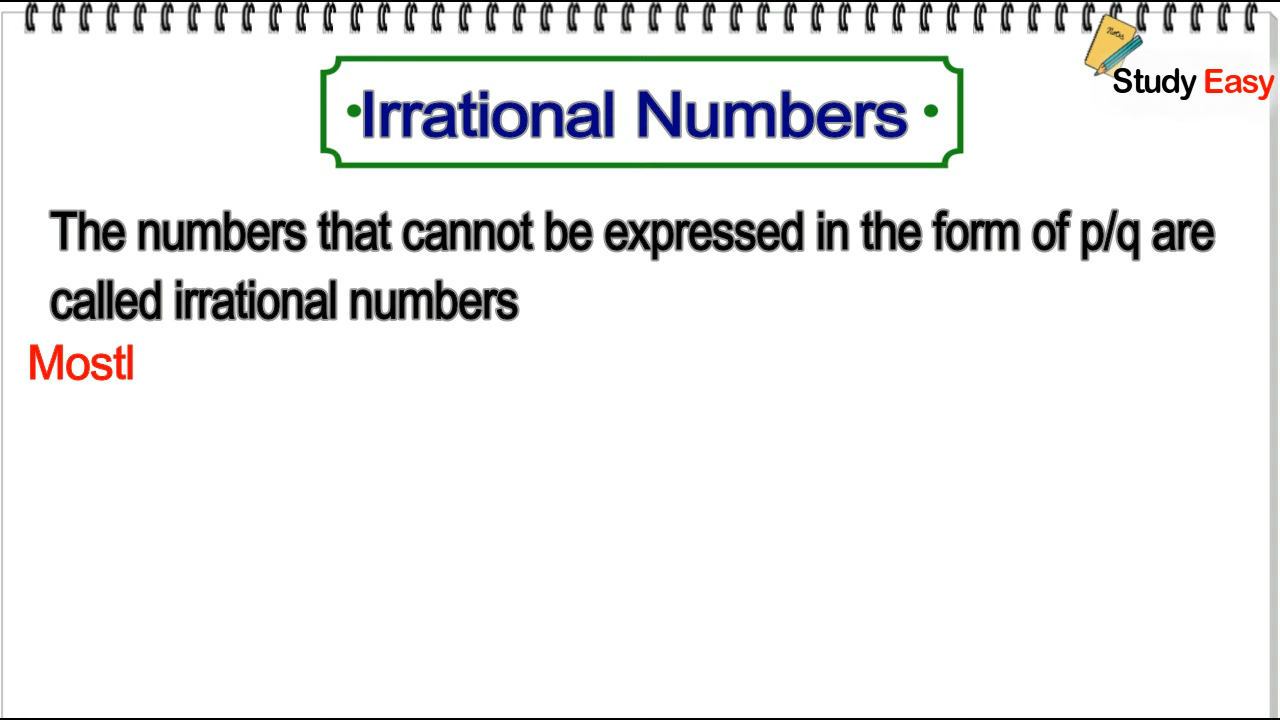 Study Easy
Irrational Numbers
The numbers that cannot be expressed in the form of p/q are
called irrational numbers
Mostl